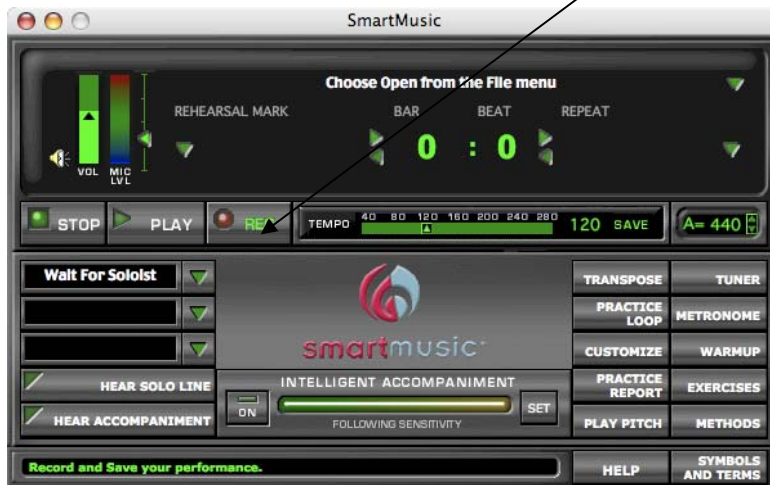 SmartMusic
Choose Open from the File menu
REHEARSAL MARK BAR BEAT REPEAT
0 : 0
VOL MIC LVL
STOP PLAY REC TEMPO 40 80 120 160 200 240 280 120 SAVE A= 440
Wait For Soloist
smartmusic
TRANSPOSE TUNER
PRACTICE LOOP METRONOME
CUSTOMIZE WARMUP
HEAR SOLO LINE
INTELLIGENT ACCOMPANIMENT
PRACTICE REPORT EXERCISES
HEAR ACCOMPANIMENT
ON
FOLLOWING SENSITIVITY
SET
PLAY PITCH METHODS
Record and Save your performance.
HELP SYMBOLS AND TERMS